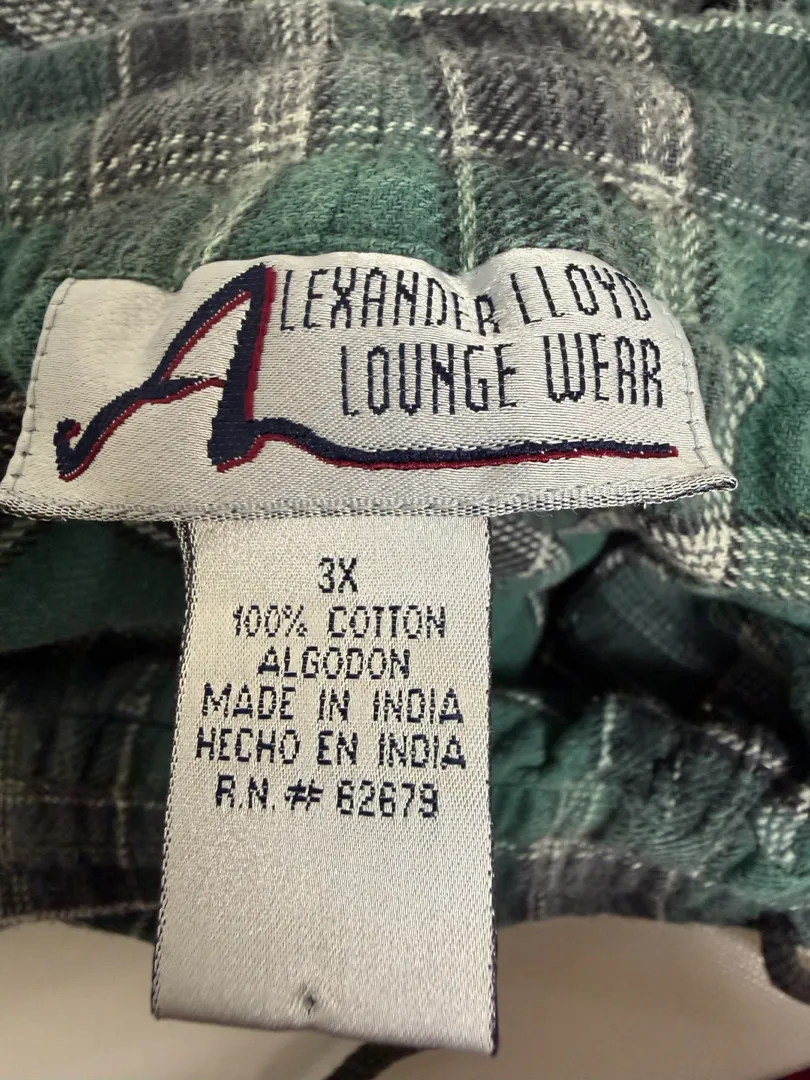 ALEXANDER LLOYD
LOUNGE WEAR
3X
100% COTTON
ALGODON
MADE IN INDIA
HECHO EN INDIA
R.N. # 62679